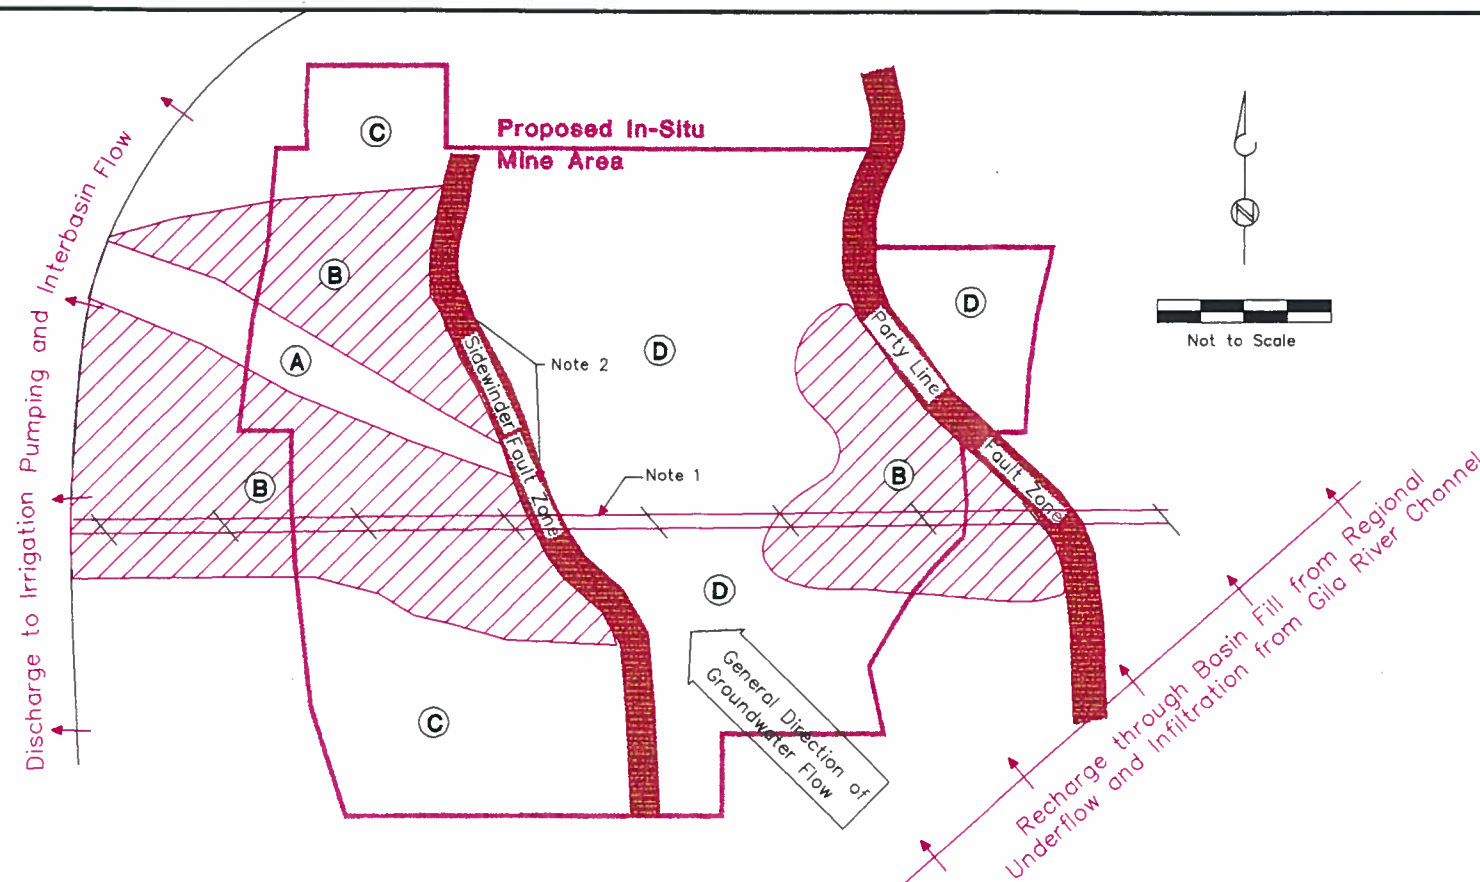 C
Proposed In-Situ
Mine Area
Discharge to Irrigation Pumping and Interbasin Flow
B
N
D
Not to Scale
Party Line
Fault Zone
Sidewinder
Fault Zone
Note 2
D
A
B
B
Note 1
D
General Direction of
Groundwater Flow
C
Recharge through Basin Fill from Regional
Underflow and Infiltration from Gila River Channel